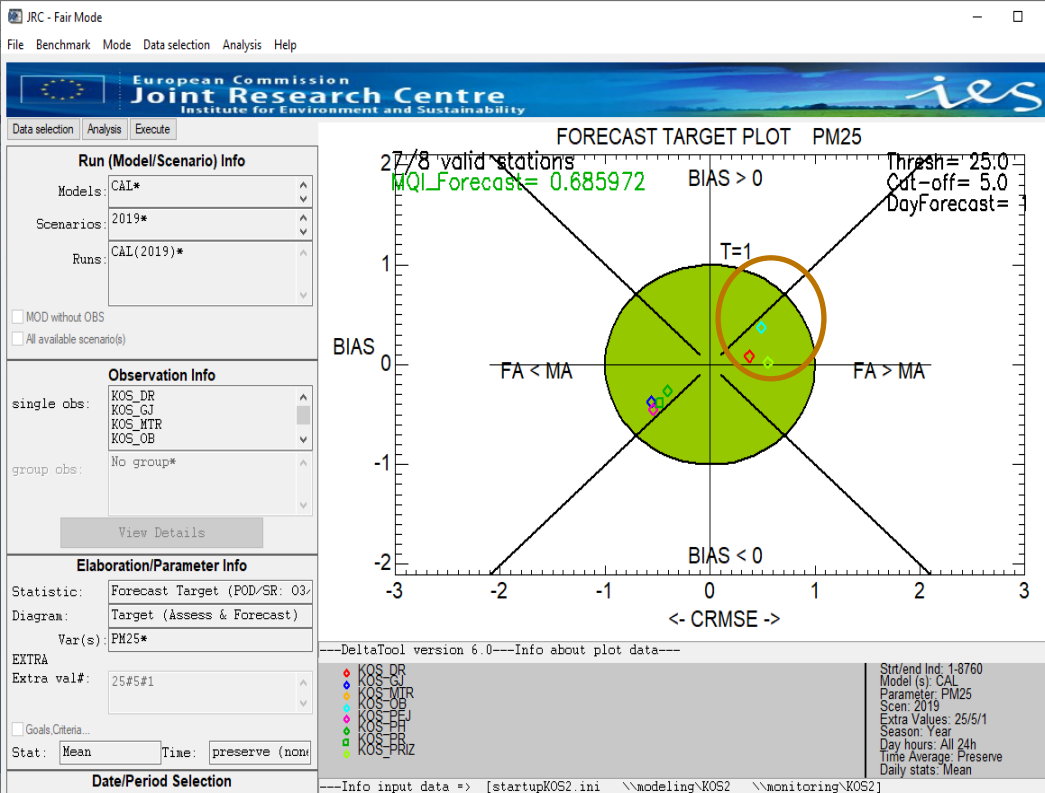 JRC - Fair Mode
File Benchmark Mode Data selection Analysis Help
European Commission
Joint Research Centre
Institute for Environment and Sustainability
ies
Data selection Analysis Execute
Run (Model/Scenario) Info
Models: CAL*
Scenarios: 2019*
Runs: CAL(2019)*
MOD without OBS
All available scenario(s)
Observation Info
single obs: KOS_DR
KOS_GJ
KOS_MTR
KOS_OB
group obs: No group*
View Details
Elaboration/Parameter Info
Statistic: Forecast Target (POD/SR: O3/
Diagram: Target (Assess & Forecast)
Var(s): PM25*
EXTRA
Extra val#: 25#5#1
Goals,Criteria...
Stat: Mean Time: preserve (none
Date/Period Selection
FORECAST TARGET PLOT PM25
7/8 valid stations
MQI_Forecast= 0.685972
Thresh= 25.0
Cut-off= 5.0
DayForecast= 1
BIAS > 0
T=1
BIAS
FA < MA
FA > MA
BIAS < 0
2
1
0
-1
-2
-3 -2 -1 0 1 2 3
<- CRMSE ->
---DeltaTool version 6.0---Info about plot data---
KOS_DR
KOS_GJ
KOS_MTR
KOS_OB
KOS_PEJ
KOS_PH
KOS_PR
KOS_PRIZ
Strt/end Ind: 1-8760
Model (s): CAL
Parameter: PM25
Scen: 2019
Extra Values: 25/5/1
Season: Year
Day hours: All 24h
Time Average: Preserve
Daily stats: Mean
---Info input data => [startupKOS2.ini \\modeling\KOS2 \\monitoring\KOS2]